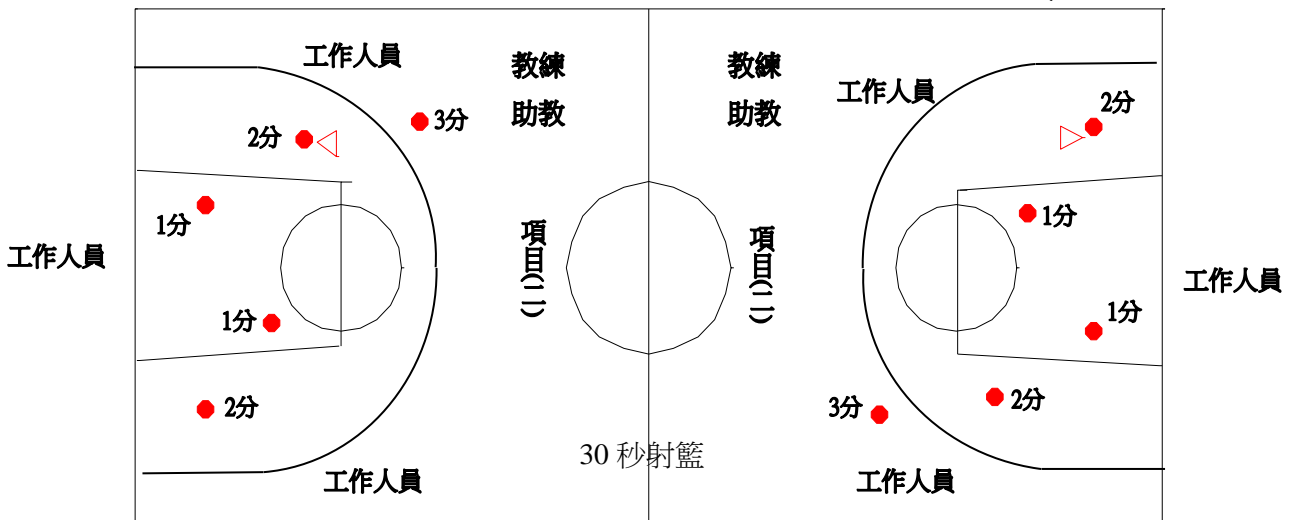 工作人員
教練
助教
3分
2分
1分
工作人員
項目(二)
1分
2分
工作人員
30 秒射籃
教練
助教
工作人員
2分
1分
項目(二)
工作人員
1分
2分
3分
工作人員